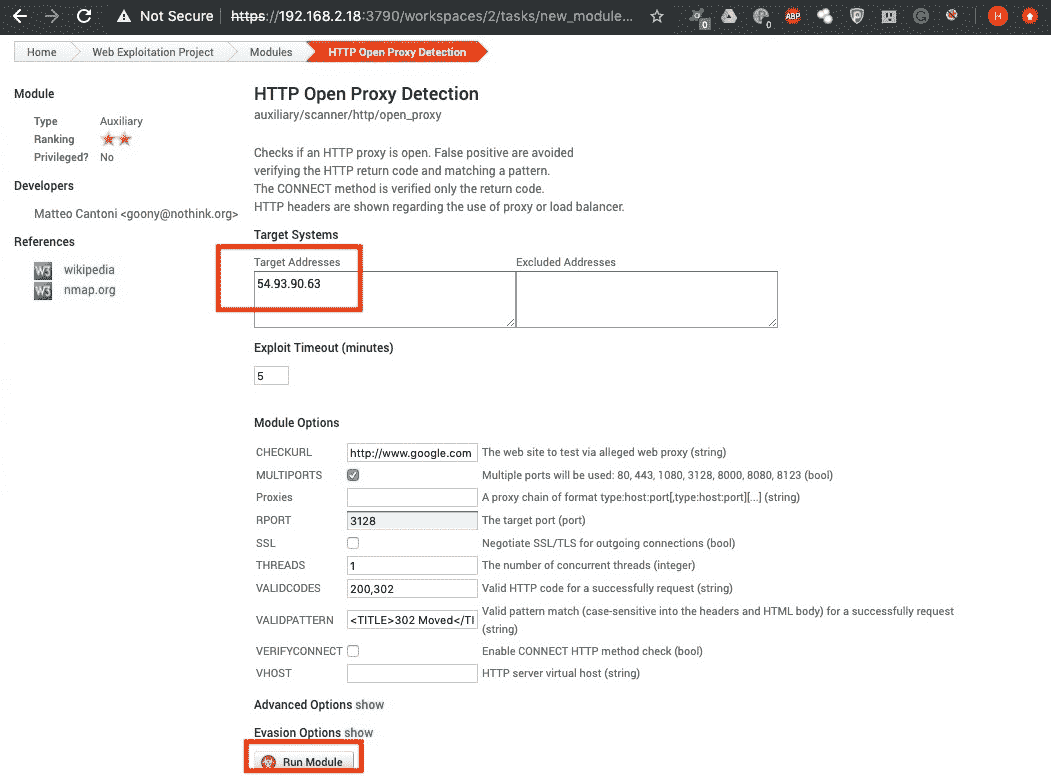 Not Secure https://192.168.2.18:3790/workspaces/2/tasks/new_module...
0 0 ABP H
Home Web Exploitation Project Modules HTTP Open Proxy Detection
Module
Type Auxiliary
Ranking
Privileged? No
Developers
Matteo Cantoni <goony@nothink.org>
References
W3 wikipedia
W3 nmap.org
HTTP Open Proxy Detection
auxiliary/scanner/http/open_proxy
Checks if an HTTP proxy is open. False positive are avoided
verifying the HTTP return code and matching a pattern.
The CONNECT method is verified only the return code.
HTTP headers are shown regarding the use of proxy or load balancer.
Target Systems
Target Addresses Excluded Addresses
54.93.90.63
Exploit Timeout (minutes)
5
Module Options
CHECKURL http://www.google.com The web site to test via alleged web proxy (string)
MULTIPORTS Multiple ports will be used: 80, 443, 1080, 3128, 8000, 8080, 8123 (bool)
Proxies A proxy chain of format type:host:port[,type:host:port][...] (string)
RPORT 3128 The target port (port)
SSL Negotiate SSL/TLS for outgoing connections (bool)
THREADS 1 The number of concurrent threads (integer)
VALIDCODES 200,302 Valid HTTP code for a successfully request (string)
VALIDPATTERN <TITLE>302 Moved</TI Valid pattern match (case-sensitive into the headers and HTML body) for a successfully request
(string)
VERIFYCONNECT Enable CONNECT HTTP method check (bool)
VHOST HTTP server virtual host (string)
Advanced Options show
Evasion Options show
Run Module